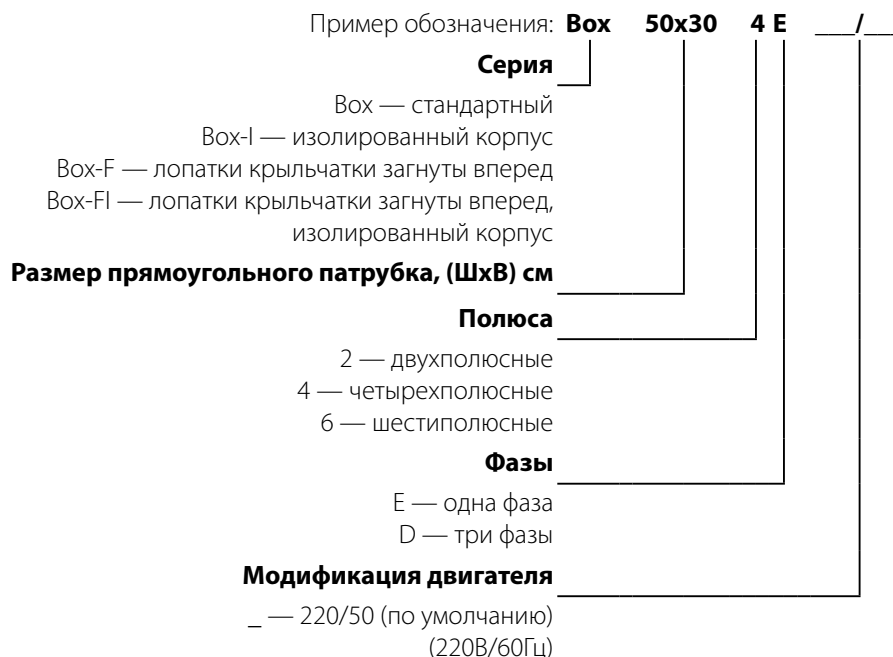 Пример обозначения: Box 50x30 4 E ___/___
Серия
Box — стандартный
Box-I — изолированный корпус
Box-F — лопатки крыльчатки загнуты вперед
Box-FI — лопатки крыльчатки загнуты вперед,
изолированный корпус
Размер прямоугольного патрубка, (ШхВ) см
Полюса
2 — двухполюсные
4 — четырехполюсные
6 — шестиполюсные
Фазы
E — одна фаза
D — три фазы
Модификация двигателя
_ — 220/50 (по умолчанию)
(220В/60Гц)